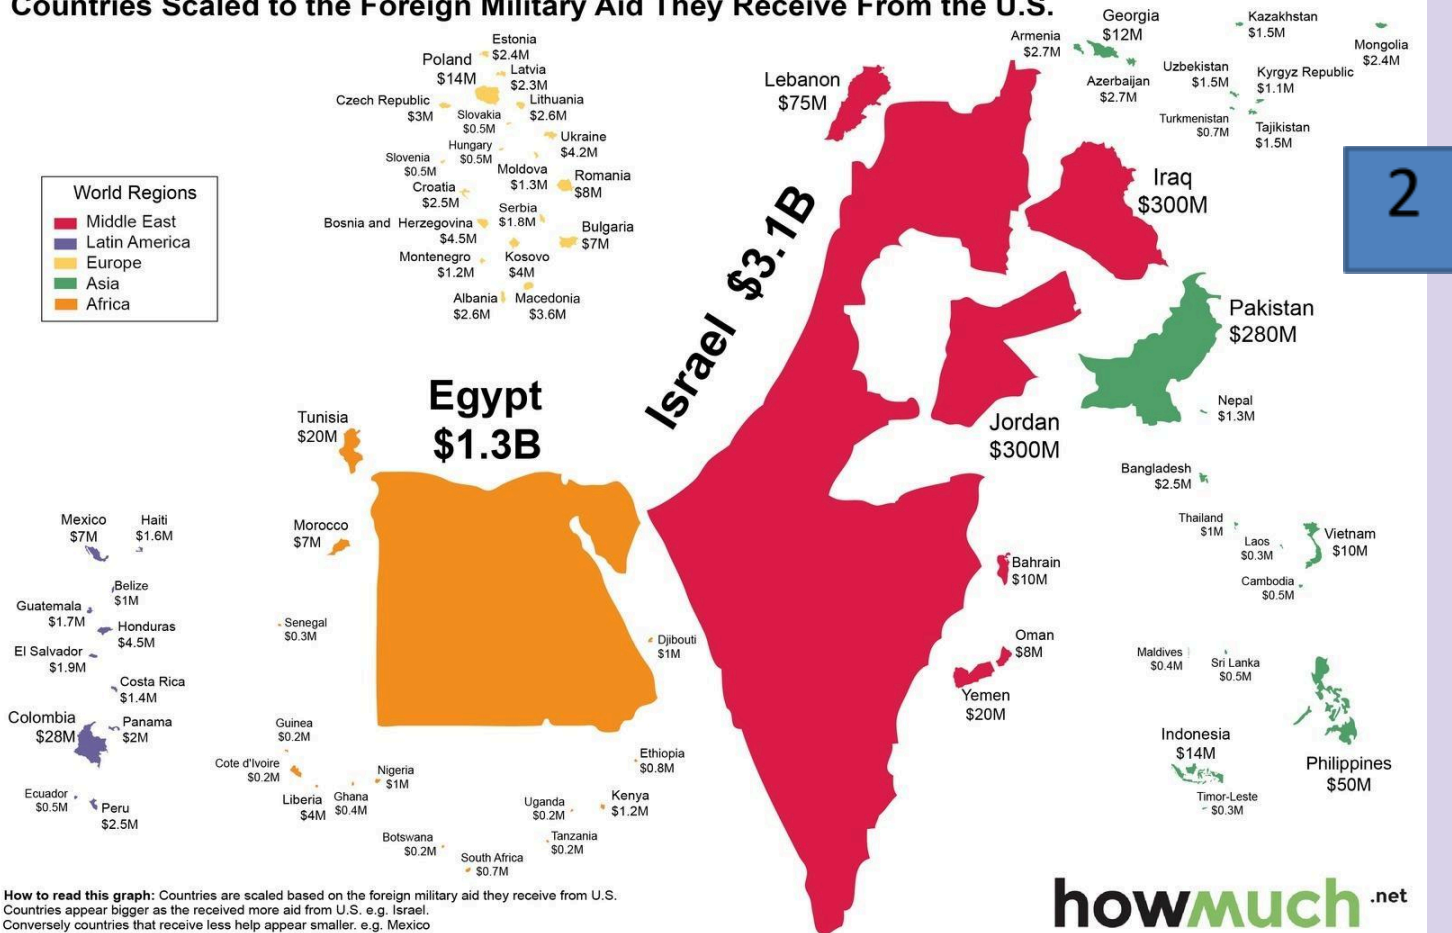 Countries Scaled to the Foreign Military Aid They Receive From the U.S.
2
World Regions
Middle East
Latin America
Europe
Asia
Africa
Estonia
$2.4M
Poland
$14M
Latvia
$2.3M
Czech Republic
$3M
Lithuania
$2.6M
Slovakia
$0.5M
Ukraine
$4.2M
Hungary
$0.5M
Slovenia
$0.5M
Moldova
$1.3M
Romania
$8M
Croatia
$2.5M
Serbia
$1.8M
Bosnia and Herzegovina
$4.5M
Bulgaria
$7M
Montenegro
$1.2M
Kosovo
$4M
Albania
$2.6M
Macedonia
$3.6M
Lebanon
$75M
Israel $3.1B
Iraq
$300M
Jordan
$300M
Bahrain
$10M
Oman
$8M
Yemen
$20M
Armenia
$2.7M
Georgia
$12M
Azerbaijan
$2.7M
Kazakhstan
$1.5M
Mongolia
$2.4M
Uzbekistan
$1.5M
Kyrgyz Republic
$1.1M
Turkmenistan
$0.7M
Tajikistan
$1.5M
Pakistan
$280M
Nepal
$1.3M
Bangladesh
$2.5M
Thailand
$1M
Laos
$0.3M
Vietnam
$10M
Cambodia
$0.5M
Maldives
$0.4M
Sri Lanka
$0.5M
Indonesia
$14M
Timor-Leste
$0.3M
Philippines
$50M
Egypt
$1.3B
Tunisia
$20M
Morocco
$7M
Senegal
$0.3M
Djibouti
$1M
Guinea
$0.2M
Cote d'Ivoire
$0.2M
Liberia
$4M
Ghana
$0.4M
Nigeria
$1M
Ethiopia
$0.8M
Uganda
$0.2M
Kenya
$1.2M
Botswana
$0.2M
Tanzania
$0.2M
South Africa
$0.7M
Mexico
$7M
Haiti
$1.6M
Belize
$1M
Guatemala
$1.7M
Honduras
$4.5M
El Salvador
$1.9M
Costa Rica
$1.4M
Colombia
$28M
Panama
$2M
Ecuador
$0.5M
Peru
$2.5M
How to read this graph: Countries are scaled based on the foreign military aid they receive from U.S.
Countries appear bigger as the received more aid from U.S. e.g. Israel.
Conversely countries that receive less help appear smaller. e.g. Mexico
howmuch.net